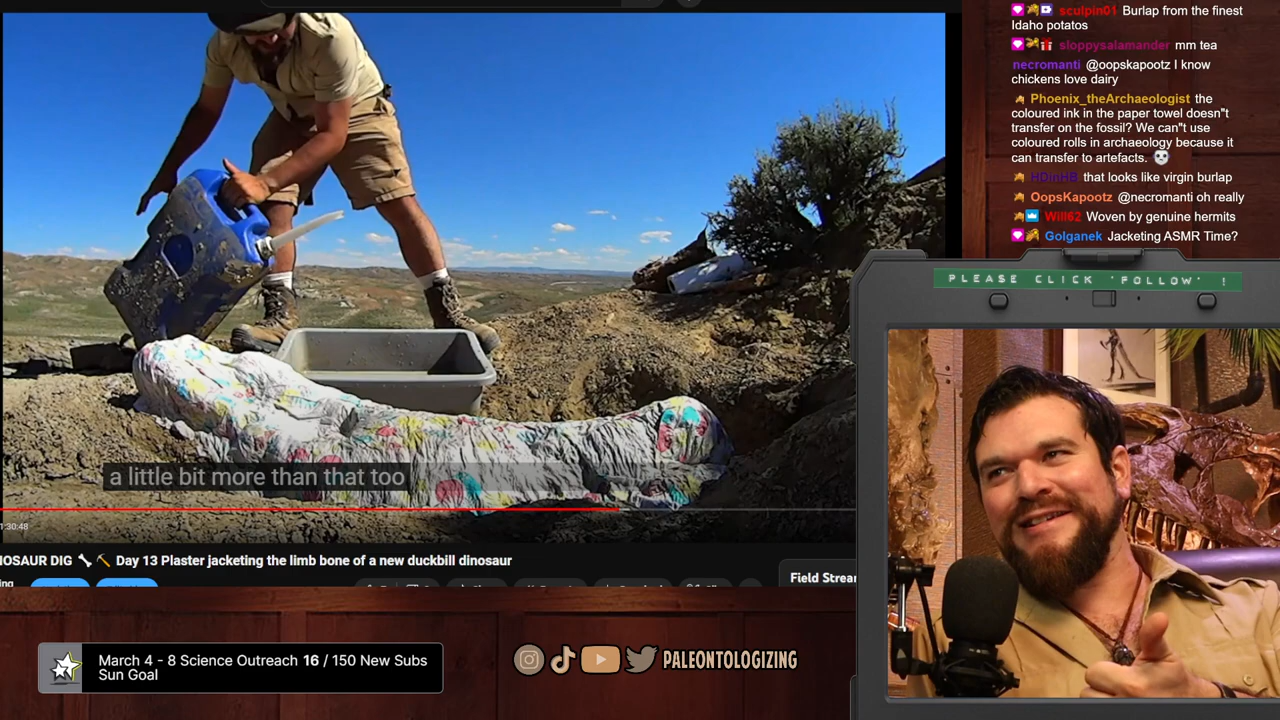 sculpin01 Burlap from the finest
Idaho potatos
sloppysalamander mm tea
necromanti @oopskapootz I know
chickens love dairy
Phoenix_theArchaeologist the
coloured ink in the paper towel doesn"t
transfer on the fossil? We can"t use
coloured rolls in archaeology because it
can transfer to artefacts.
HDinHB that looks like virgin burlap
OopsKapootz @necromanti oh really
Will62 Woven by genuine hermits
Golganek Jacketing ASMR Time?
PLEASE CLICK 'FOLLOW' !
a little bit more than that too
1:30:48
NOSAUR DIG 🦴 ⛏️ Day 13 Plaster jacketing the limb bone of a new duckbill dinosaur
ing
Field Strean
March 4 - 8 Science Outreach 16 / 150 New Subs
Sun Goal
PALEONTOLOGIZING